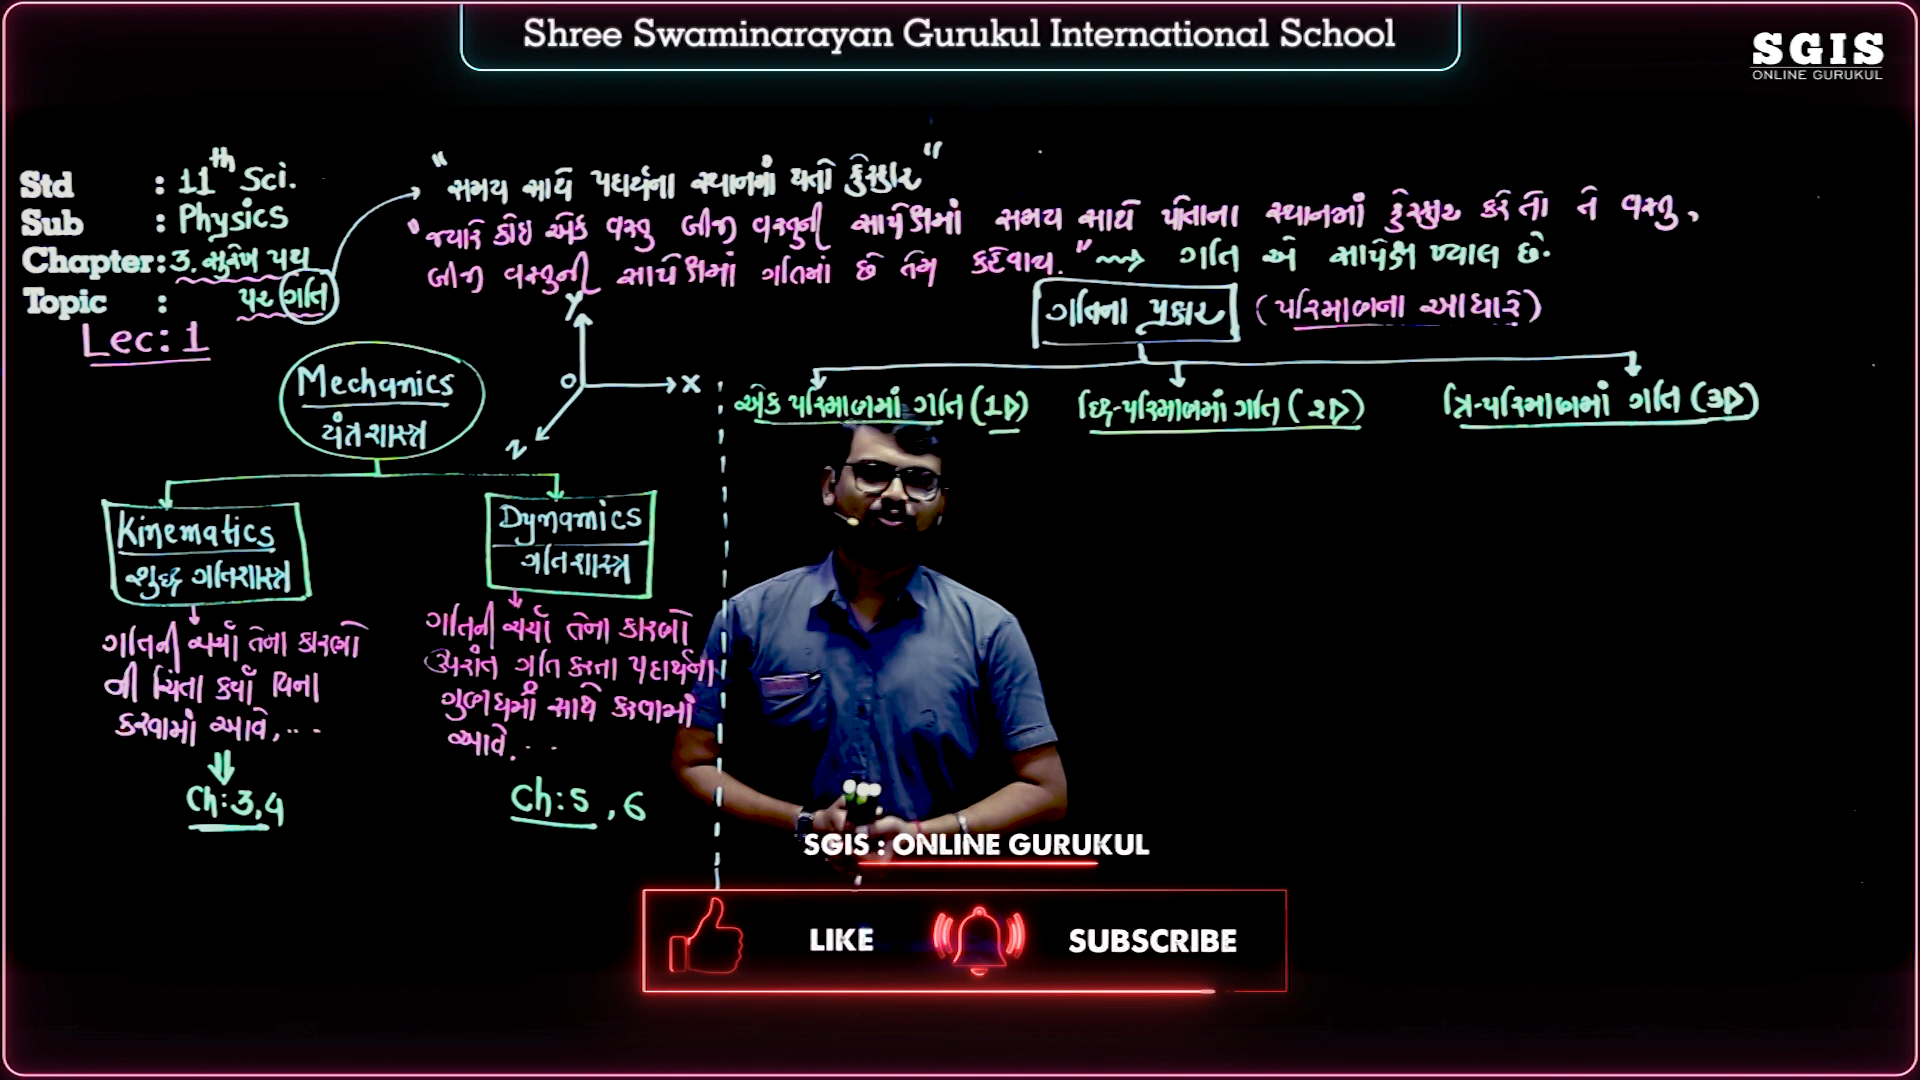 Shree Swaminarayan Gurukul International School
SGIS
ONLINE GURUKUL
Std : 11th Sci.
Sub : Physics
Chapter: 3. સુરેખ પથ
Topic : પર ગતિ
Lec: 1
"સમય સાથે પદાર્થના સ્થાનમાં થતો ફેરફાર"
"જ્યારે કોઇ એક વસ્તુ બીજી વસ્તુની સાપેક્ષમાં સમય સાથે પોતાના સ્થાનમાં ફેરફાર કરે તો તે વસ્તુ,
બીજી વસ્તુની સાપેક્ષમાં ગતિમાં છે તેમ કહેવાય." ⇝ ગતિ એ સાપેક્ષ ખ્યાલ છે.
ગતિના પ્રકાર (પરિમાણના આધારે)
એક પરિમાણમાં ગતિ (1D) દ્વિ-પરિમાણમાં ગતિ (2D) ત્રિ-પરિમાણમાં ગતિ (3D)
Y
O X
Z
Mechanics
યંત્રશાસ્ત્ર
Kinematics
શુદ્ધ ગતિશાસ્ત્ર
ગતિની ચર્ચા તેના કારણો
ની ચિંતા કર્યા વિના
કરવામાં આવે, ...
Ch: 3,4
Dynamics
ગતિશાસ્ત્ર
ગતિની ચર્ચા તેના કારણો
ઉપરાંત ગતિ કરતા પદાર્થના
ગુણધર્મો સાથે કરવામાં
આવે. ..
Ch: 5, 6
SGIS : ONLINE GURUKUL
LIKE SUBSCRIBE